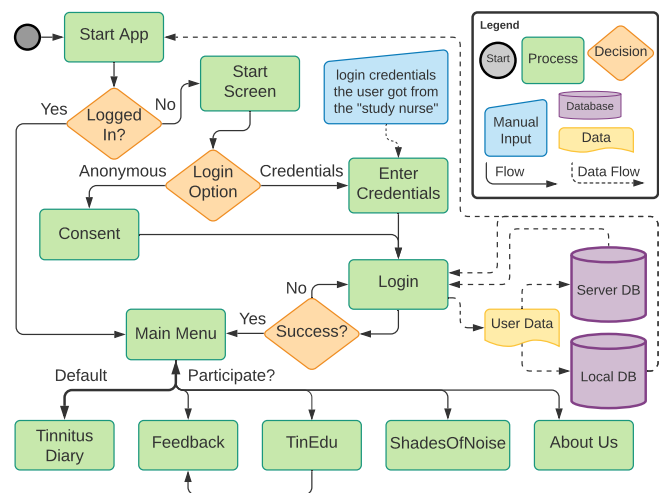 Start App
Legend
Start
Process
Decision
Manual
Input
Database
Data
Flow
Data Flow
Start
Screen
login credentials
the user got from
the "study nurse"
Yes
Logged
In?
No
Anonymous
Login
Option
Credentials
Enter
Credentials
Consent
Login
Server DB
No
User Data
Main Menu
Yes
Success?
Local DB
Default
Participate?
Tinnitus
Diary
Feedback
TinEdu
ShadesOfNoise
About Us